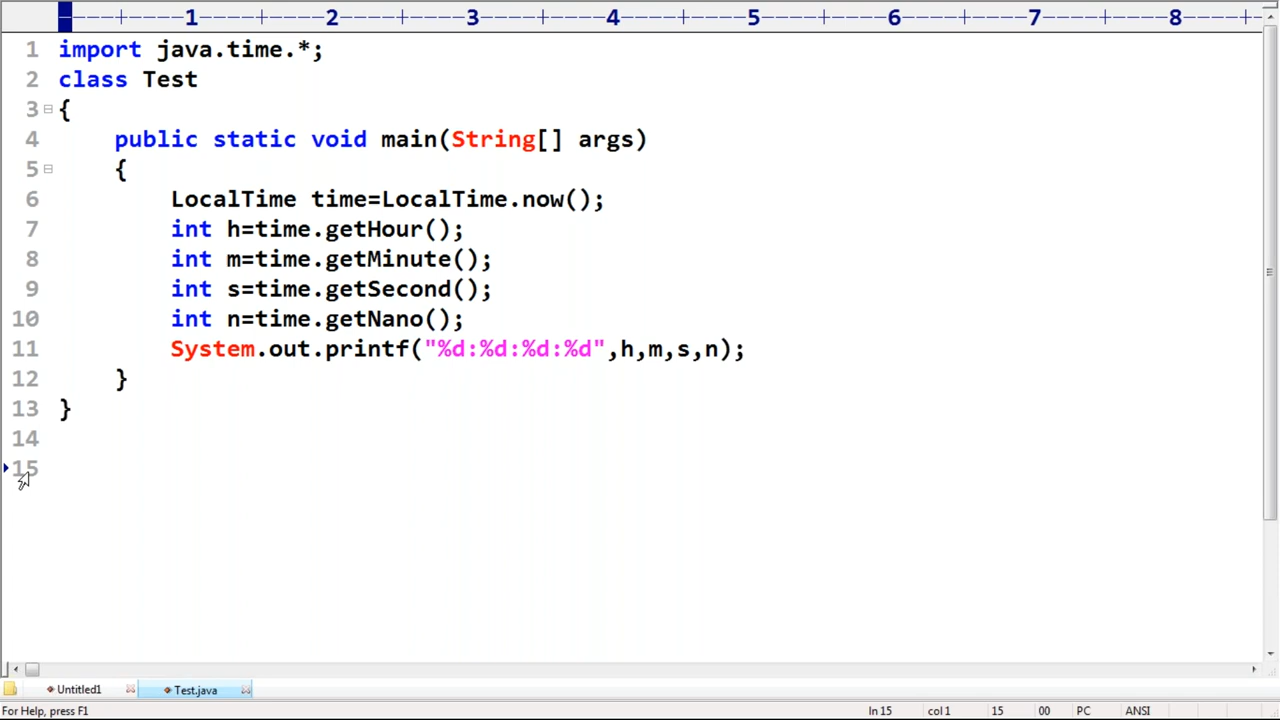 1 2 3 4 5 6 7 8
1 import java.time.*;
2 class Test
3 {
4 public static void main(String[] args)
5 {
6 LocalTime time=LocalTime.now();
7 int h=time.getHour();
8 int m=time.getMinute();
9 int s=time.getSecond();
10 int n=time.getNano();
11 System.out.printf("%d:%d:%d:%d",h,m,s,n);
12 }
13 }
14
15
Untitled1 Test.java
For Help, press F1 ln 15 col 1 15 00 PC ANSI